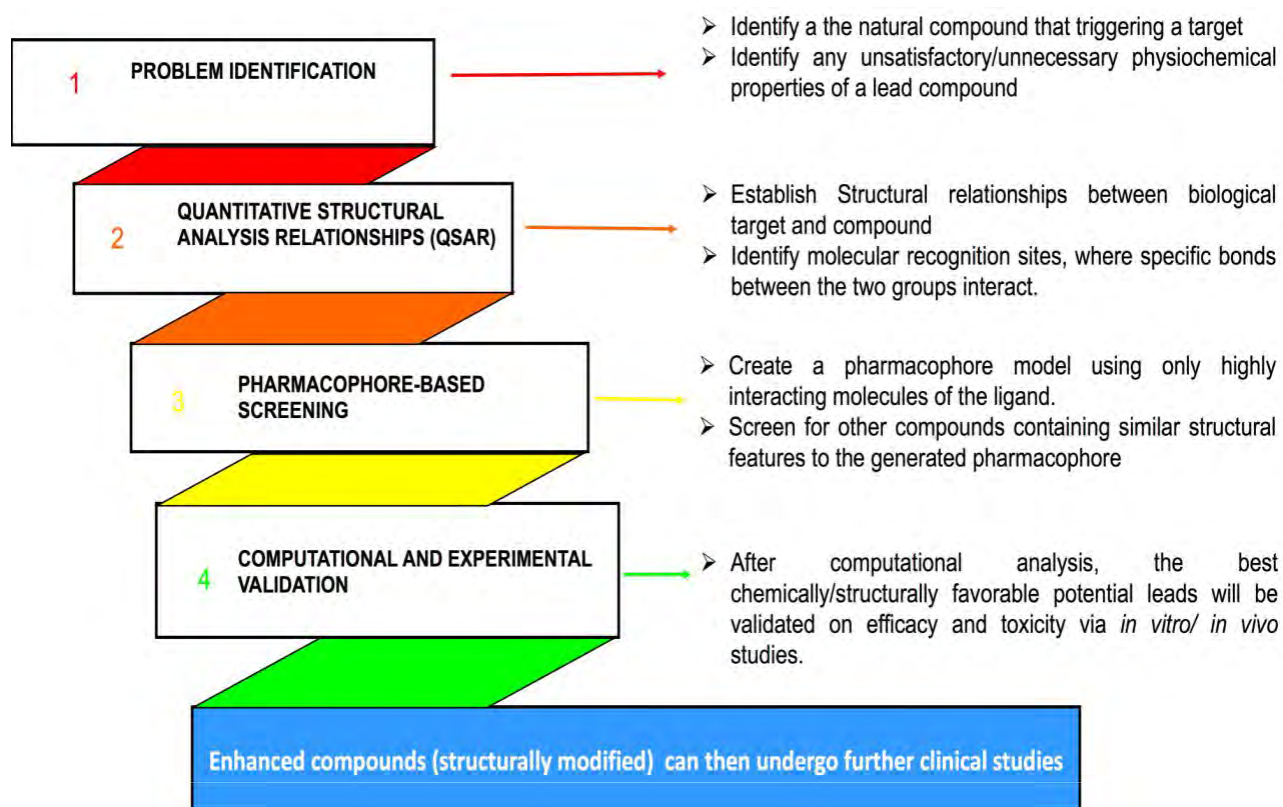 1
PROBLEM IDENTIFICATION
➢ Identify a the natural compound that triggering a target
➢ Identify any unsatisfactory/unnecessary physiochemical
properties of a lead compound
2
QUANTITATIVE STRUCTURAL
ANALYSIS RELATIONSHIPS (QSAR)
➢ Establish Structural relationships between biological
target and compound
➢ Identify molecular recognition sites, where specific bonds
between the two groups interact.
3
PHARMACOPHORE-BASED
SCREENING
➢ Create a pharmacophore model using only highly
interacting molecules of the ligand.
➢ Screen for other compounds containing similar structural
features to the generated pharmacophore
4
COMPUTATIONAL AND EXPERIMENTAL
VALIDATION
➢ After computational analysis, the best
chemically/structurally favorable potential leads will be
validated on efficacy and toxicity via in vitro/ in vivo
studies.
Enhanced compounds (structurally modified) can then undergo further clinical studies